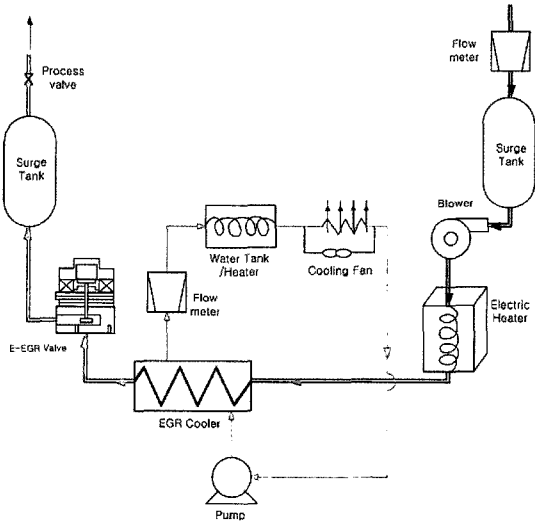 Flow
meter
Process
valve
Surge
Tank
Surge
Tank
Blower
Water Tank
/Heater
Cooling Fan
Flow
meter
Electric
Heater
E-EGR Valve
EGR Cooler
Pump